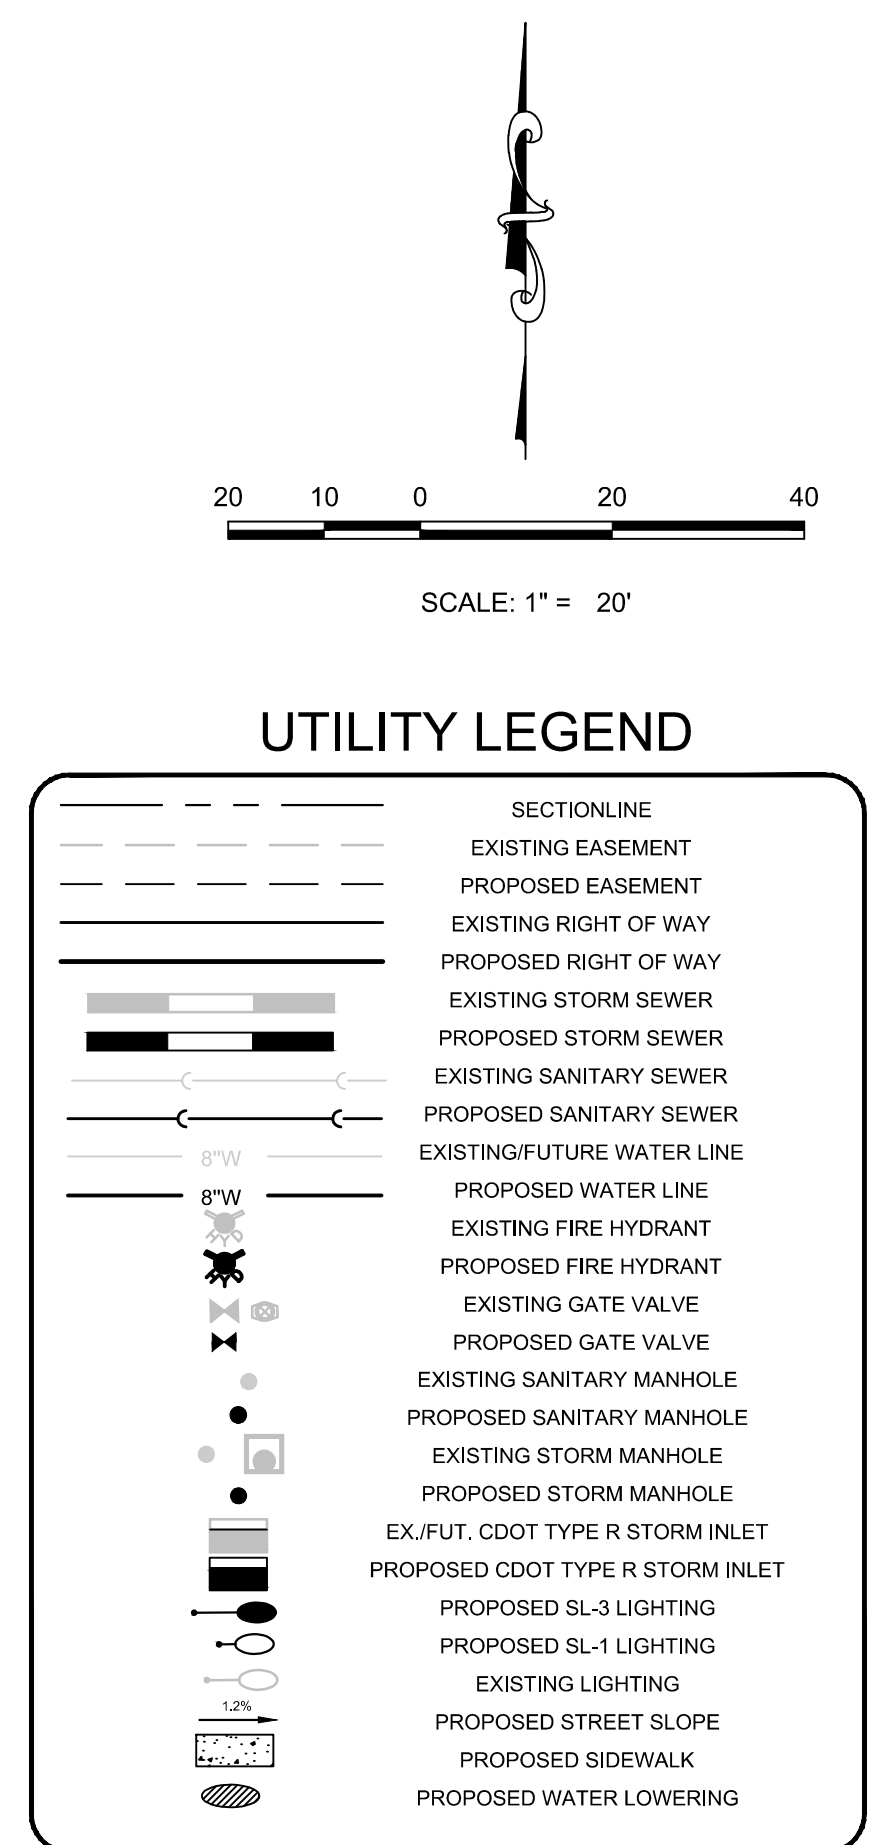 20 10 0 20 40
SCALE: 1" = 20'
UTILITY LEGEND
SECTIONLINE
EXISTING EASEMENT
PROPOSED EASEMENT
EXISTING RIGHT OF WAY
PROPOSED RIGHT OF WAY
EXISTING STORM SEWER
PROPOSED STORM SEWER
EXISTING SANITARY SEWER
PROPOSED SANITARY SEWER
8"W EXISTING/FUTURE WATER LINE
8"W PROPOSED WATER LINE
EXISTING FIRE HYDRANT
PROPOSED FIRE HYDRANT
EXISTING GATE VALVE
PROPOSED GATE VALVE
EXISTING SANITARY MANHOLE
PROPOSED SANITARY MANHOLE
EXISTING STORM MANHOLE
PROPOSED STORM MANHOLE
EX./FUT. CDOT TYPE R STORM INLET
PROPOSED CDOT TYPE R STORM INLET
PROPOSED SL-3 LIGHTING
PROPOSED SL-1 LIGHTING
EXISTING LIGHTING
1.2% PROPOSED STREET SLOPE
PROPOSED SIDEWALK
PROPOSED WATER LOWERING